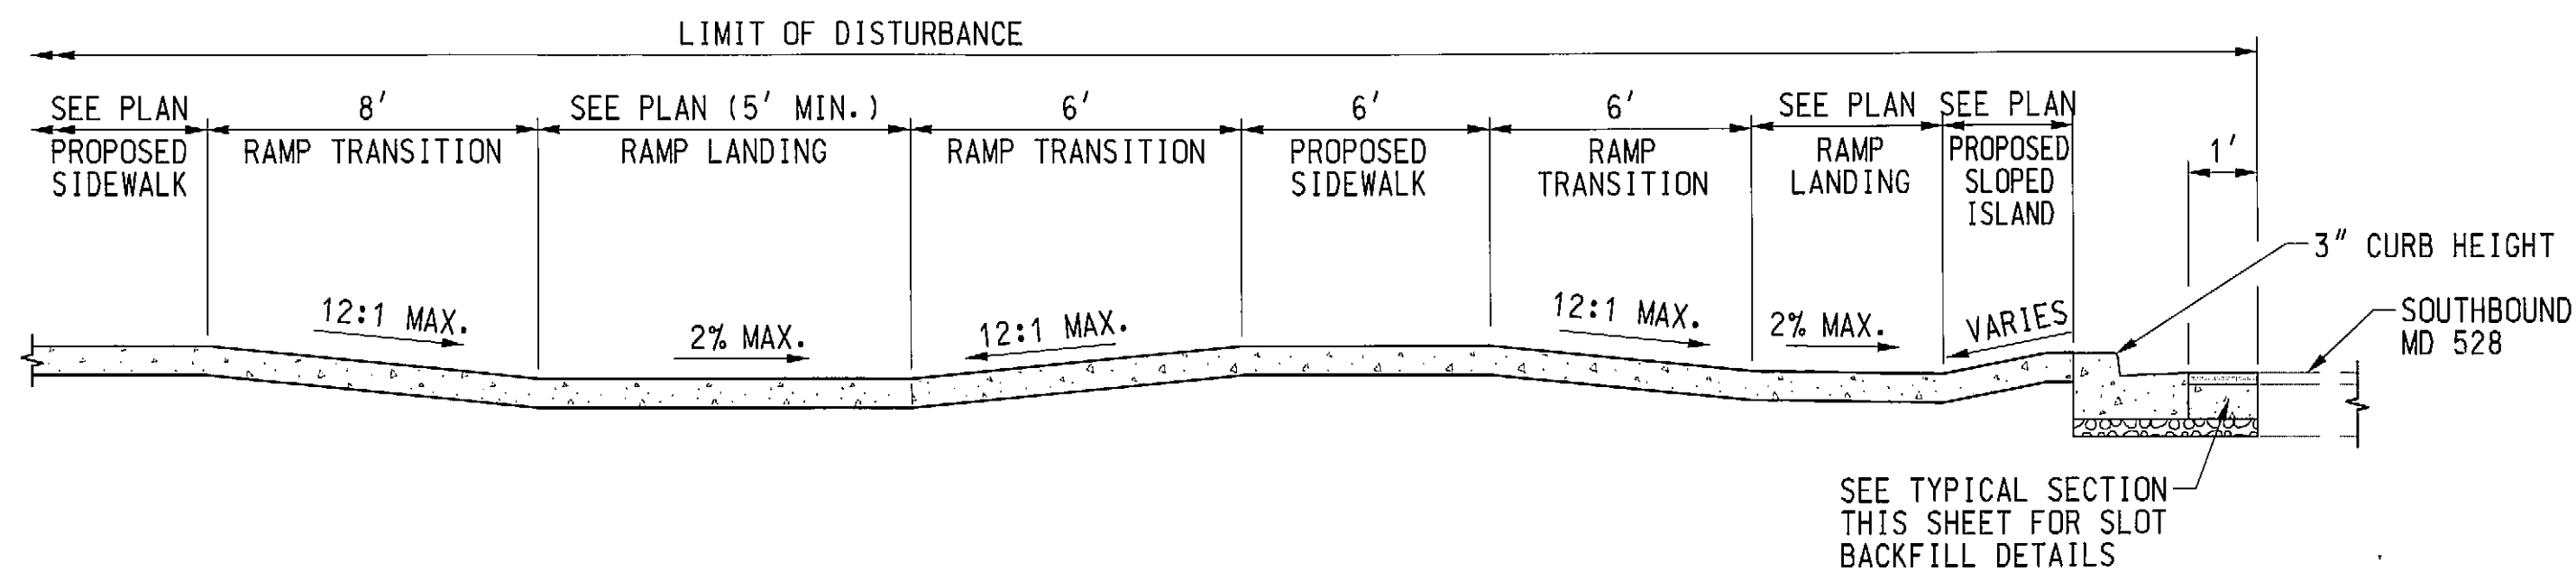 LIMIT OF DISTURBANCE
SEE PLAN
PROPOSED
SIDEWALK
8'
RAMP TRANSITION
SEE PLAN (5' MIN.)
RAMP LANDING
6'
RAMP TRANSITION
6'
PROPOSED
SIDEWALK
6'
RAMP
TRANSITION
SEE PLAN
RAMP
LANDING
SEE PLAN
PROPOSED
SLOPED
ISLAND
1'
3" CURB HEIGHT
SOUTHBOUND
MD 528
12:1 MAX.
2% MAX.
12:1 MAX.
12:1 MAX.
2% MAX.
VARIES
SEE TYPICAL SECTION
THIS SHEET FOR SLOT
BACKFILL DETAILS